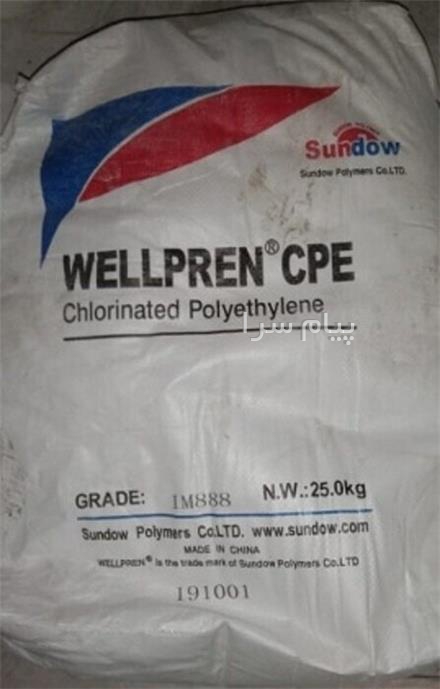 Sundow
Sundow Polymers Co.LTD.
WELLPREN® CPE
Chlorinated Polyethylene
پیام سرا
GRADE: IM888 N.W.:25.0kg
Sundow Polymers Co.LTD. www.sundow.com
MADE IN CHINA
WELLPREN® is the trade mark of Sundow Polymers Co.LTD
191001